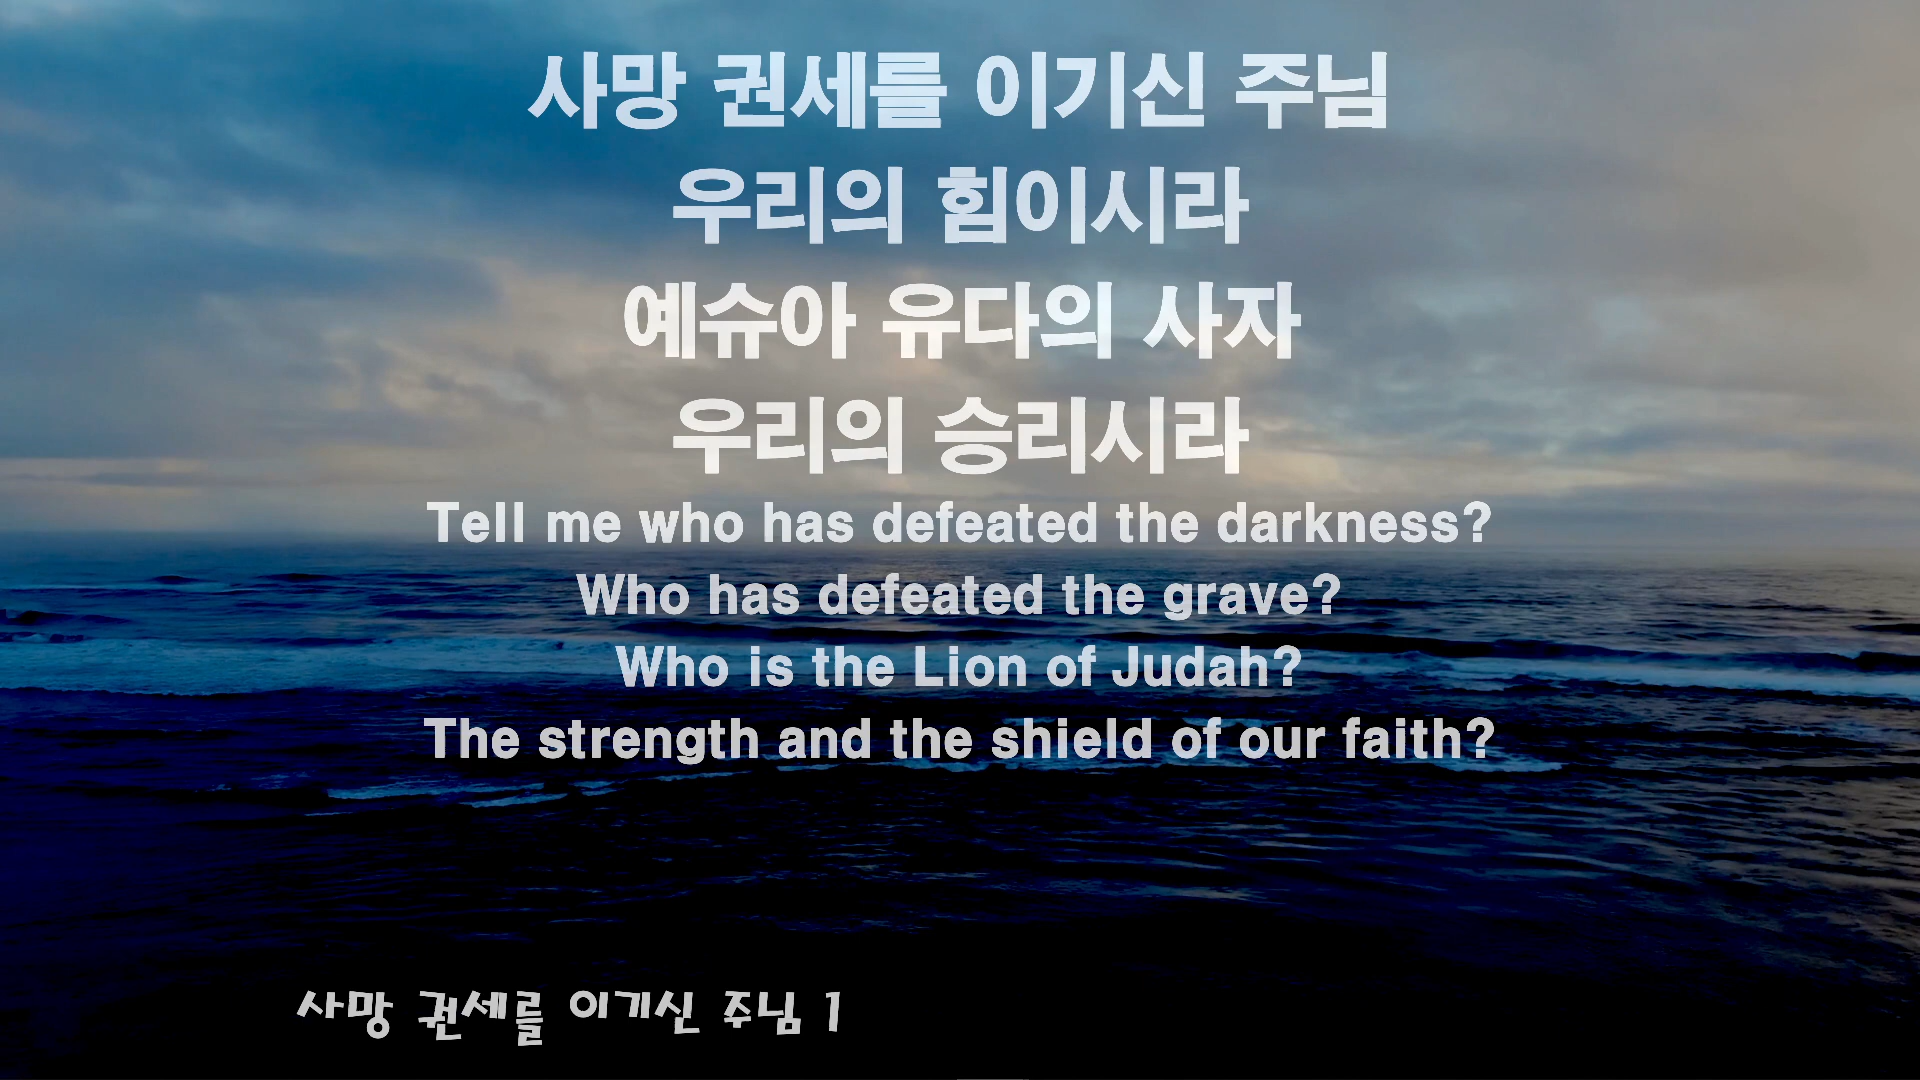 사망 권세를 이기신 주님
우리의 힘이시라
예슈아 유다의 사자
우리의 승리시라
Tell me who has defeated the darkness?
Who has defeated the grave?
Who is the Lion of Judah?
The strength and the shield of our faith?
사망 권세를 이기신 주님 1